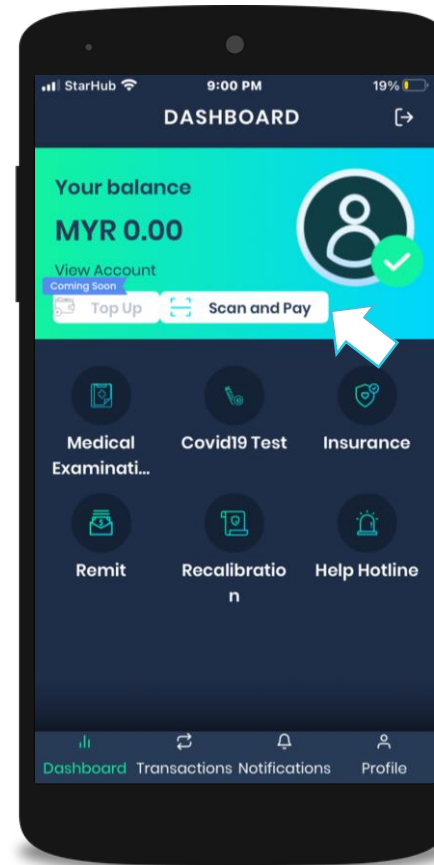 StarHub 9:00 PM 19%
DASHBOARD
Your balance
MYR 0.00
View Account
Coming Soon
Top Up Scan and Pay
Medical Covid19 Test Insurance
Examinati...
Remit Recalibratio Help Hotline
n
Dashboard Transactions Notifications Profile